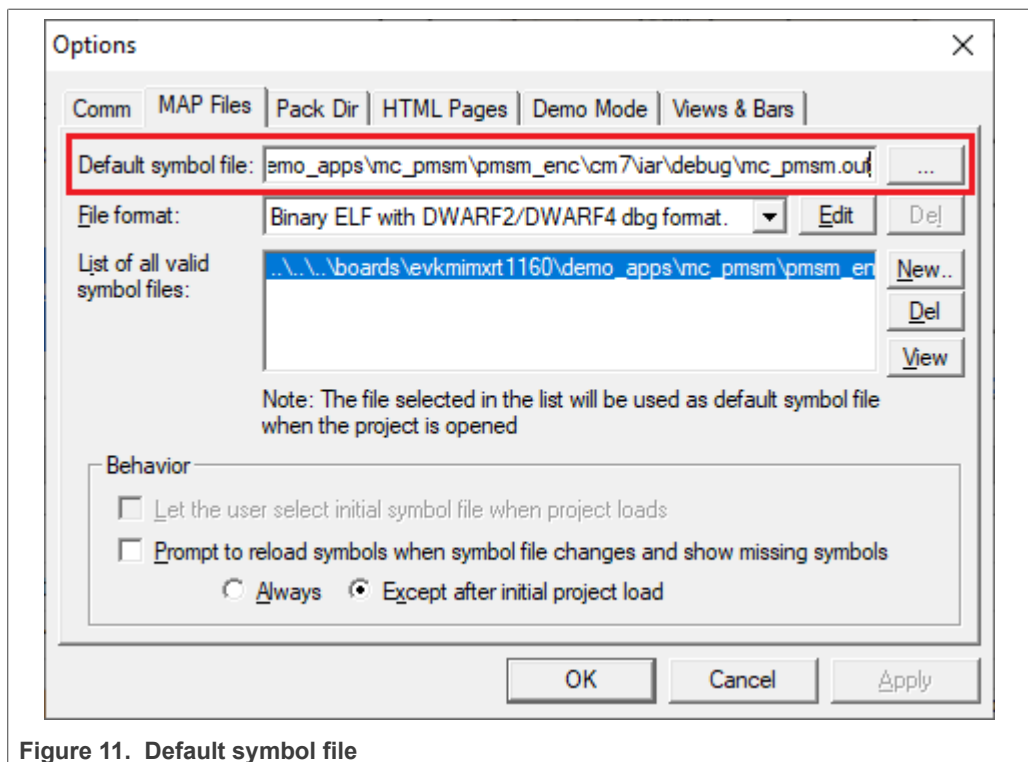 Options
Comm MAP Files Pack Dir HTML Pages Demo Mode Views & Bars
Default symbol file: emo_apps\mc_pmsm\pmsm_enc\cm7\iar\debug\mc_pmsm.out ...
File format: Binary ELF with DWARF2/DWARF4 dbg format. Edit Del
List of all valid
symbol files:
..\..\..\boards\evkmimxrt1160\demo_apps\mc_pmsm\pmsm_en
New..
Del
View
Note: The file selected in the list will be used as default symbol file
when the project is opened
Behavior
Let the user select initial symbol file when project loads
Prompt to reload symbols when symbol file changes and show missing symbols
Always Except after initial project load
OK Cancel Apply
Figure 11. Default symbol file